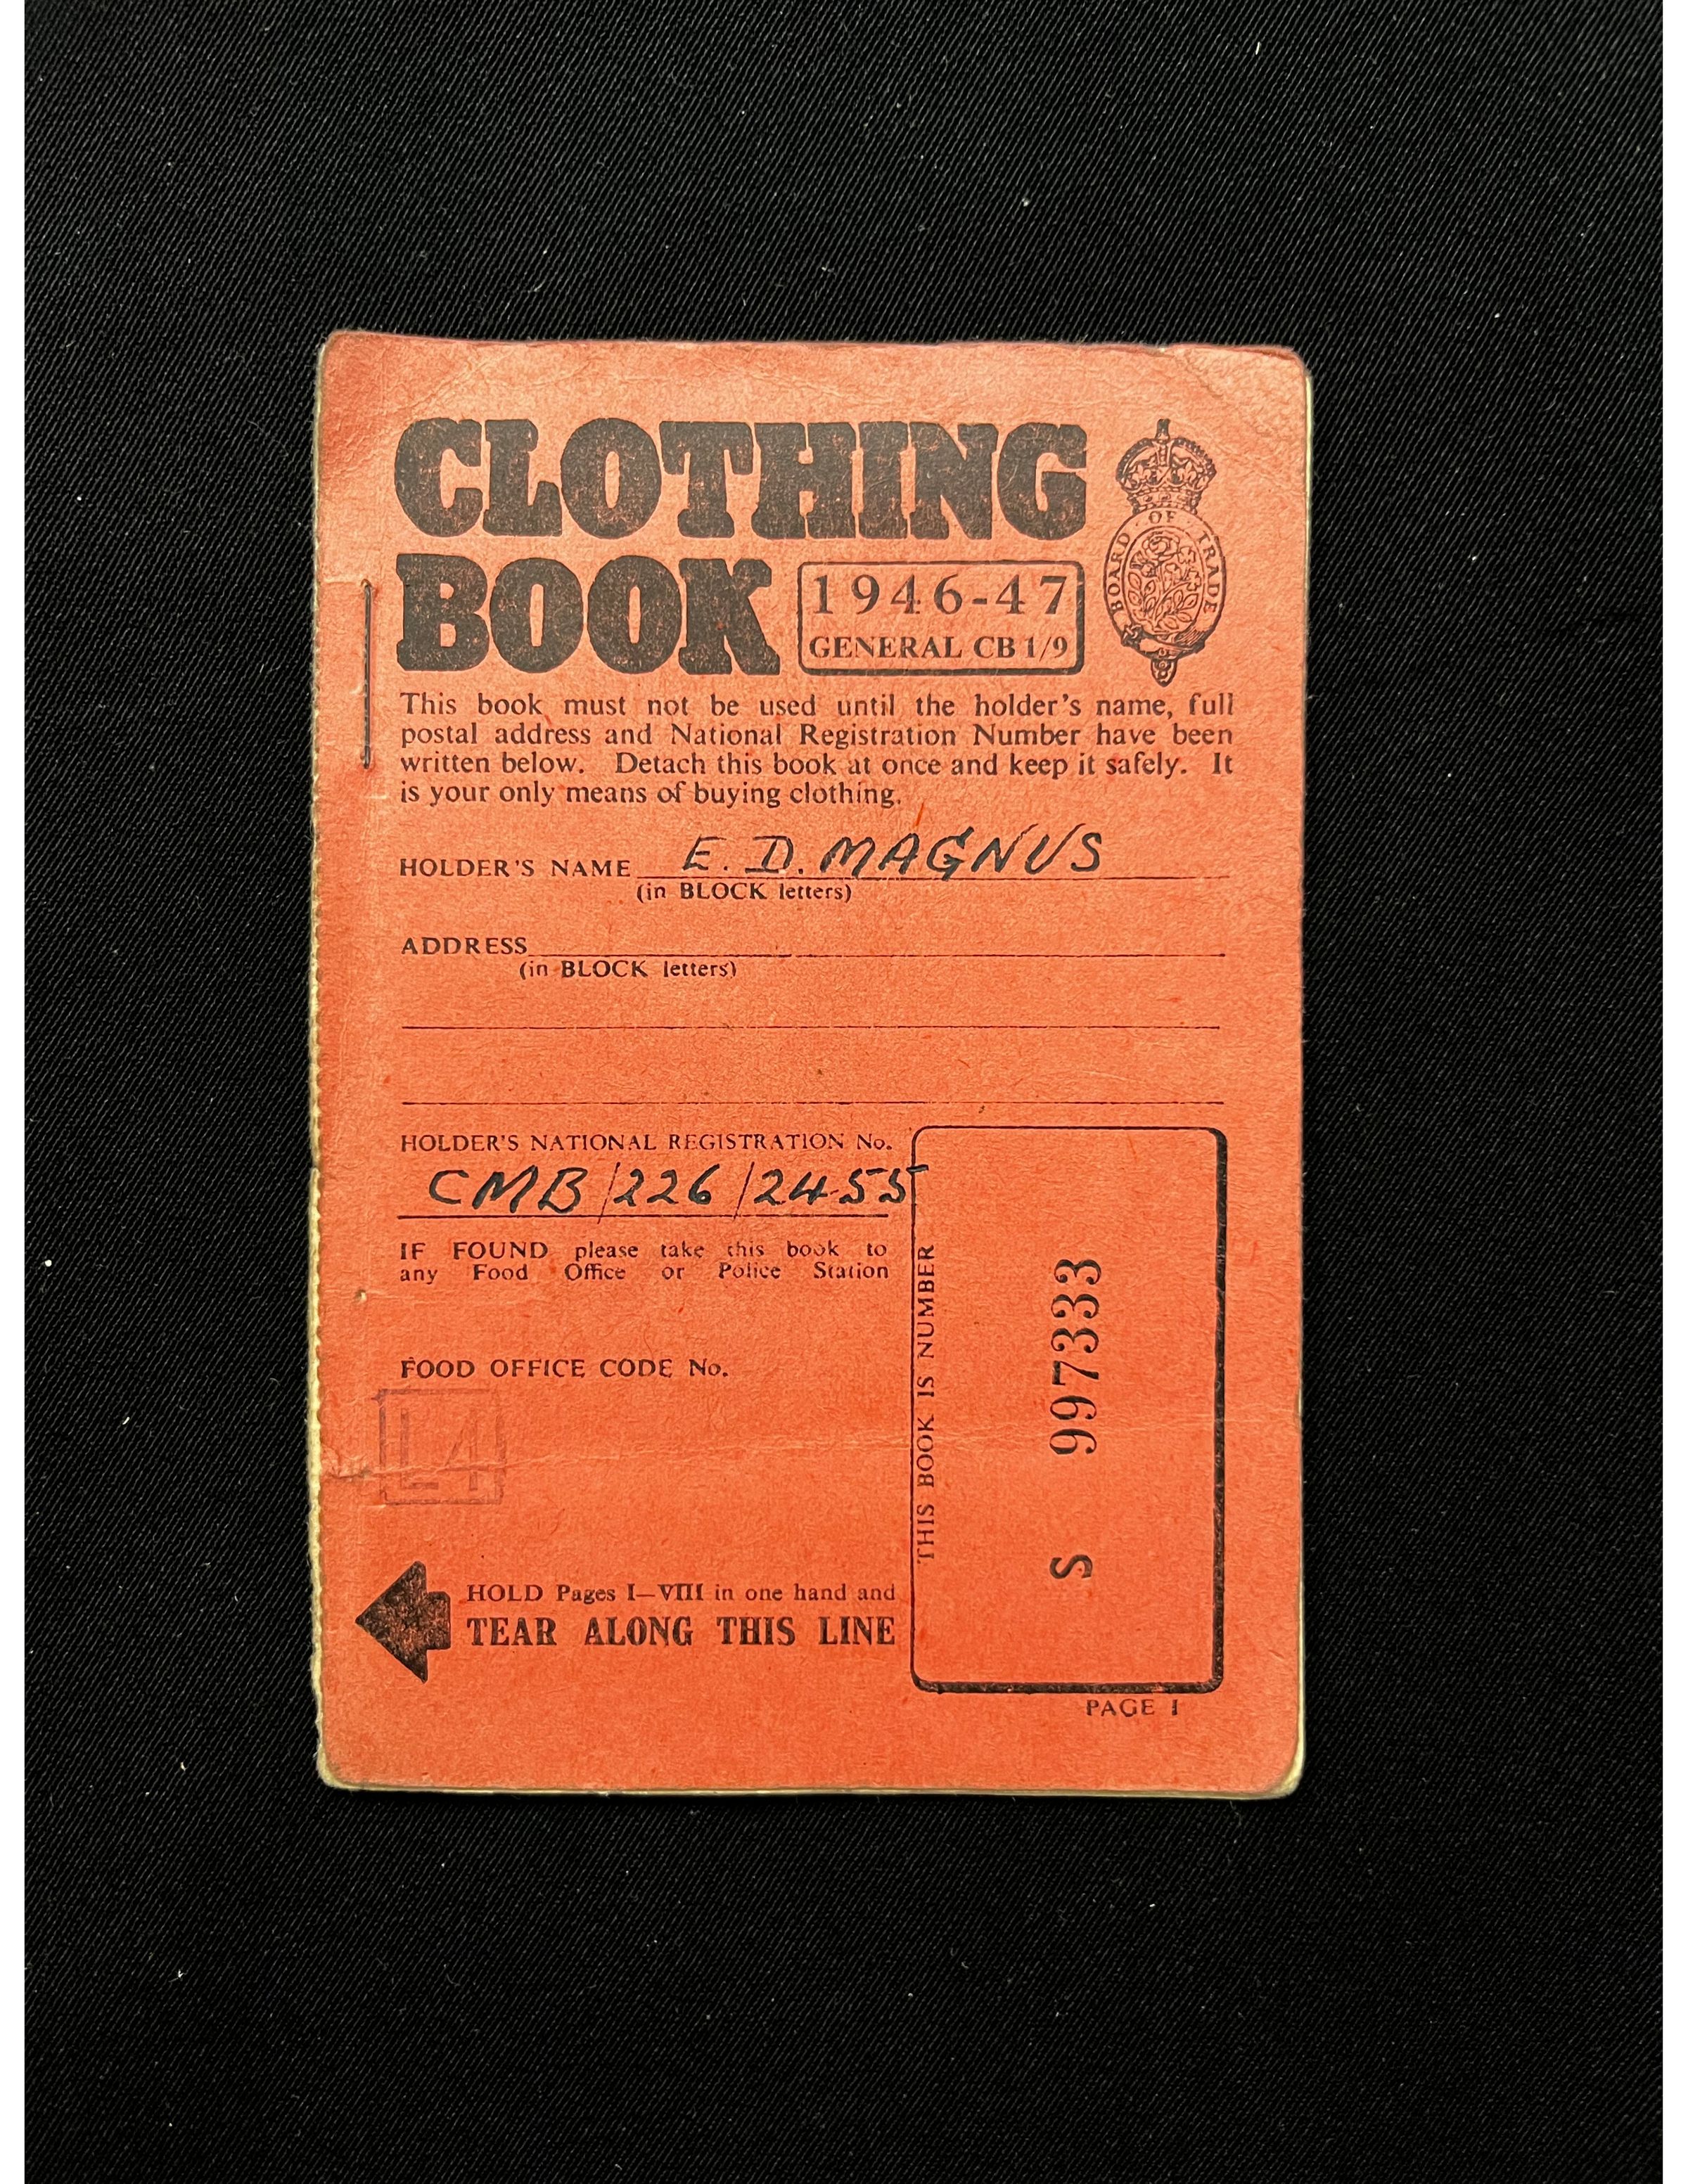 CLOTHING
BOOK
1946-47
GENERAL CB 1/9
BOARD OF TRADE
This book must not be used until the holder's name, full
postal address and National Registration Number have been
written below. Detach this book at once and keep it safely. It
is your only means of buying clothing.
HOLDER'S NAME E. D. MAGNUS
(in BLOCK letters)
ADDRESS
(in BLOCK letters)
HOLDER'S NATIONAL REGISTRATION No.
CMB/226/2455
IF FOUND please take this book to
any Food Office or Police Station
FOOD OFFICE CODE No.
L4
HOLD Pages I—VIII in one hand and
TEAR ALONG THIS LINE
THIS BOOK IS NUMBER
S 997333
PAGE I